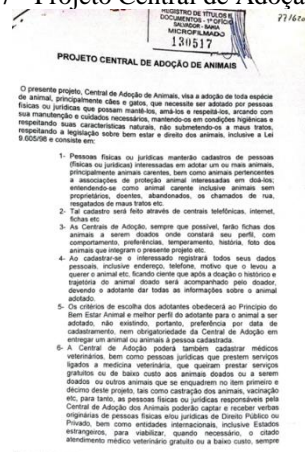 7 Projeto Central de Adoção
REGISTRO DE TÍTULOS E
DOCUMENTOS - 1º OFÍCIO
SALVADOR - BAHIA
MICROFILMADO
130517
PROJETO CENTRAL DE ADOÇÃO DE ANIMAIS
O presente projeto, Central de Adoção de Animais, visa a adoção de toda espécie
de animal, principalmente cães e gatos, que necesite ser adotado por pessoas
físicas ou jurídicas que possam mantê-los, amá-los e respeitá-los, arcando com
sua manutenção e cuidados necessários, mantendo-os em condições higiênicas e
respeitando suas características naturais, não submetendo-os a maus tratos,
respeitando a legislação sobre bem estar e direito dos animais, inclusive a Lei
9.605/98 e consiste em:
1- Pessoas físicas ou jurídicas manterão cadastros de pessoas
(físicas ou jurídicas) interessadas em adotar um ou mais animais,
principalmente animais carentes, bem como animais pertencentes
a associações de proteção animal interessadas em doá-los;
entendendo-se como animal carente inclusive animais sem
proprietários, doentes, abandonados, os chamados de rua,
resgatados de maus tratos etc.
2- Tal cadastro será feito através de centrais telefônicas, internet,
fichas etc
3- As Centrais de Adoção, sempre que possível, farão fichas dos
animais a serem doados onde constará seu perfil, com
comportamento, preferências, temperamento, história, foto dos
animais que integram o presente projeto etc.
4- Ao cadastrar-se o interessado registrará todos seus dados
pessoais, inclusive endereço, telefone, motivo que o levou a
querer o animal etc, ficando ciente que após a doação o histórico e
trajetória do animal doado será acompanhado pelo doador,
devendo o adotante dar todas as informações sobre o animal
adotado.
5- Os critérios de escolha dos adotantes obedecerá ao Princípio do
Bem Estar Animal e melhor perfil do adotante para o animal a ser
adotado, não existindo, portanto, preferência por data de
cadastramento, nem obrigatoriedade da Central de Adoção em
entregar um animal ou animais à pessoa cadastrada.
6- A Central de Adoção poderá também cadastrar médicos
veterinários, bem como pessoas jurídicas que prestem serviços
ligados a medicina veterinária, que queiram prestar serviços
gratuitos ou de baixo custo aos animais doados ou a serem
doados ou outros animais que se enquadrem no item primeiro e
décimo deste projeto, tais como castração dos animais, vacinação
etc, para tanto, as pessoas físicas ou jurídicas responsáveis pela
Central de Adoção dos Animais poderão captar e receber verbas
originárias de pessoas físicas e/ou jurídicas de Direito Público ou
Privado, bem como entidades internacionais, inclusive Estados
estrangeiros, para viabilizar, quando necessário, o citado
atendimento médico veterinário gratuito ou a baixo custo, sempre